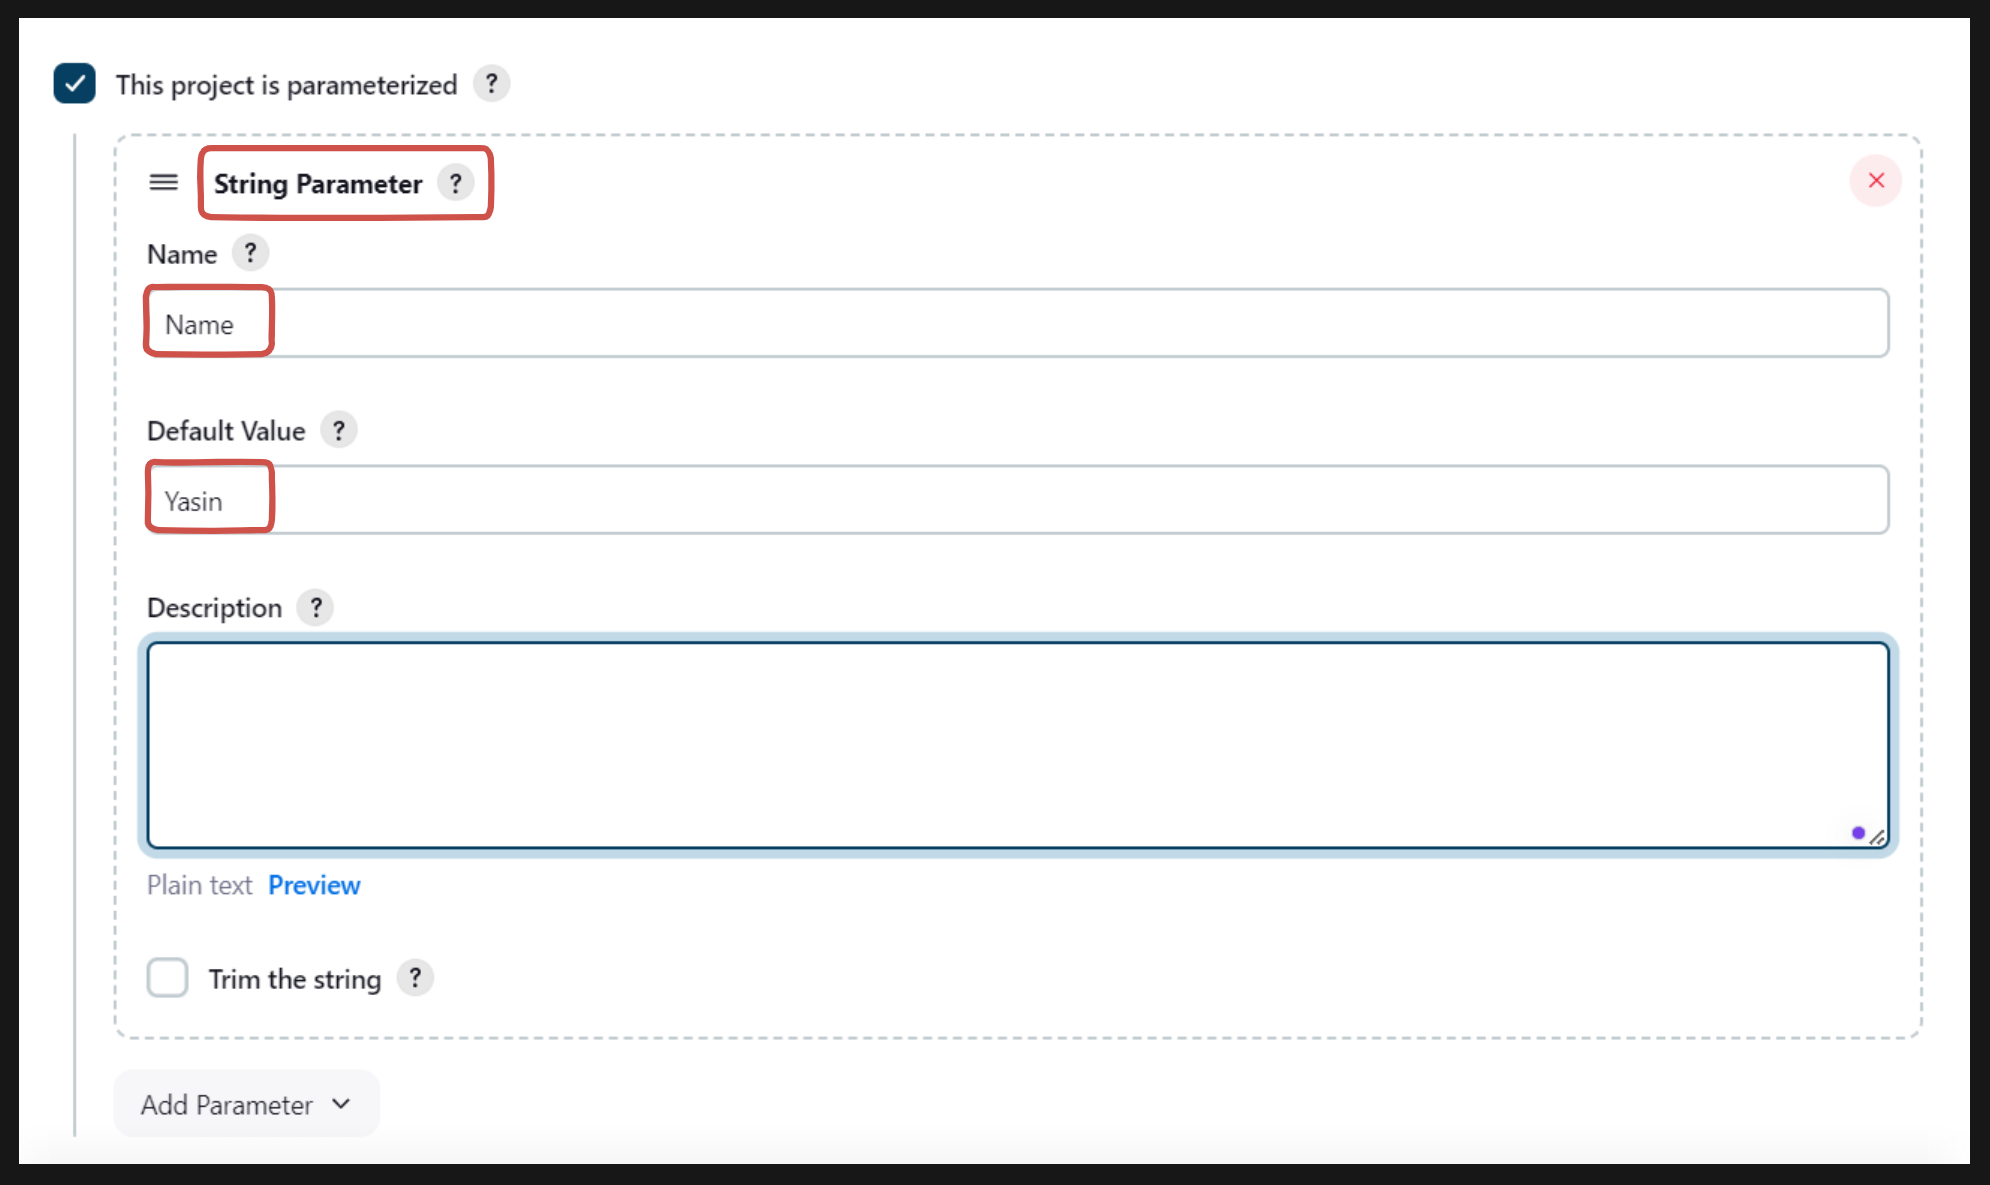 This project is parameterized ?
String Parameter ?
Name ?
Name
Default Value ?
Yasin
Description ?
Plain text Preview
Trim the string ?
Add Parameter